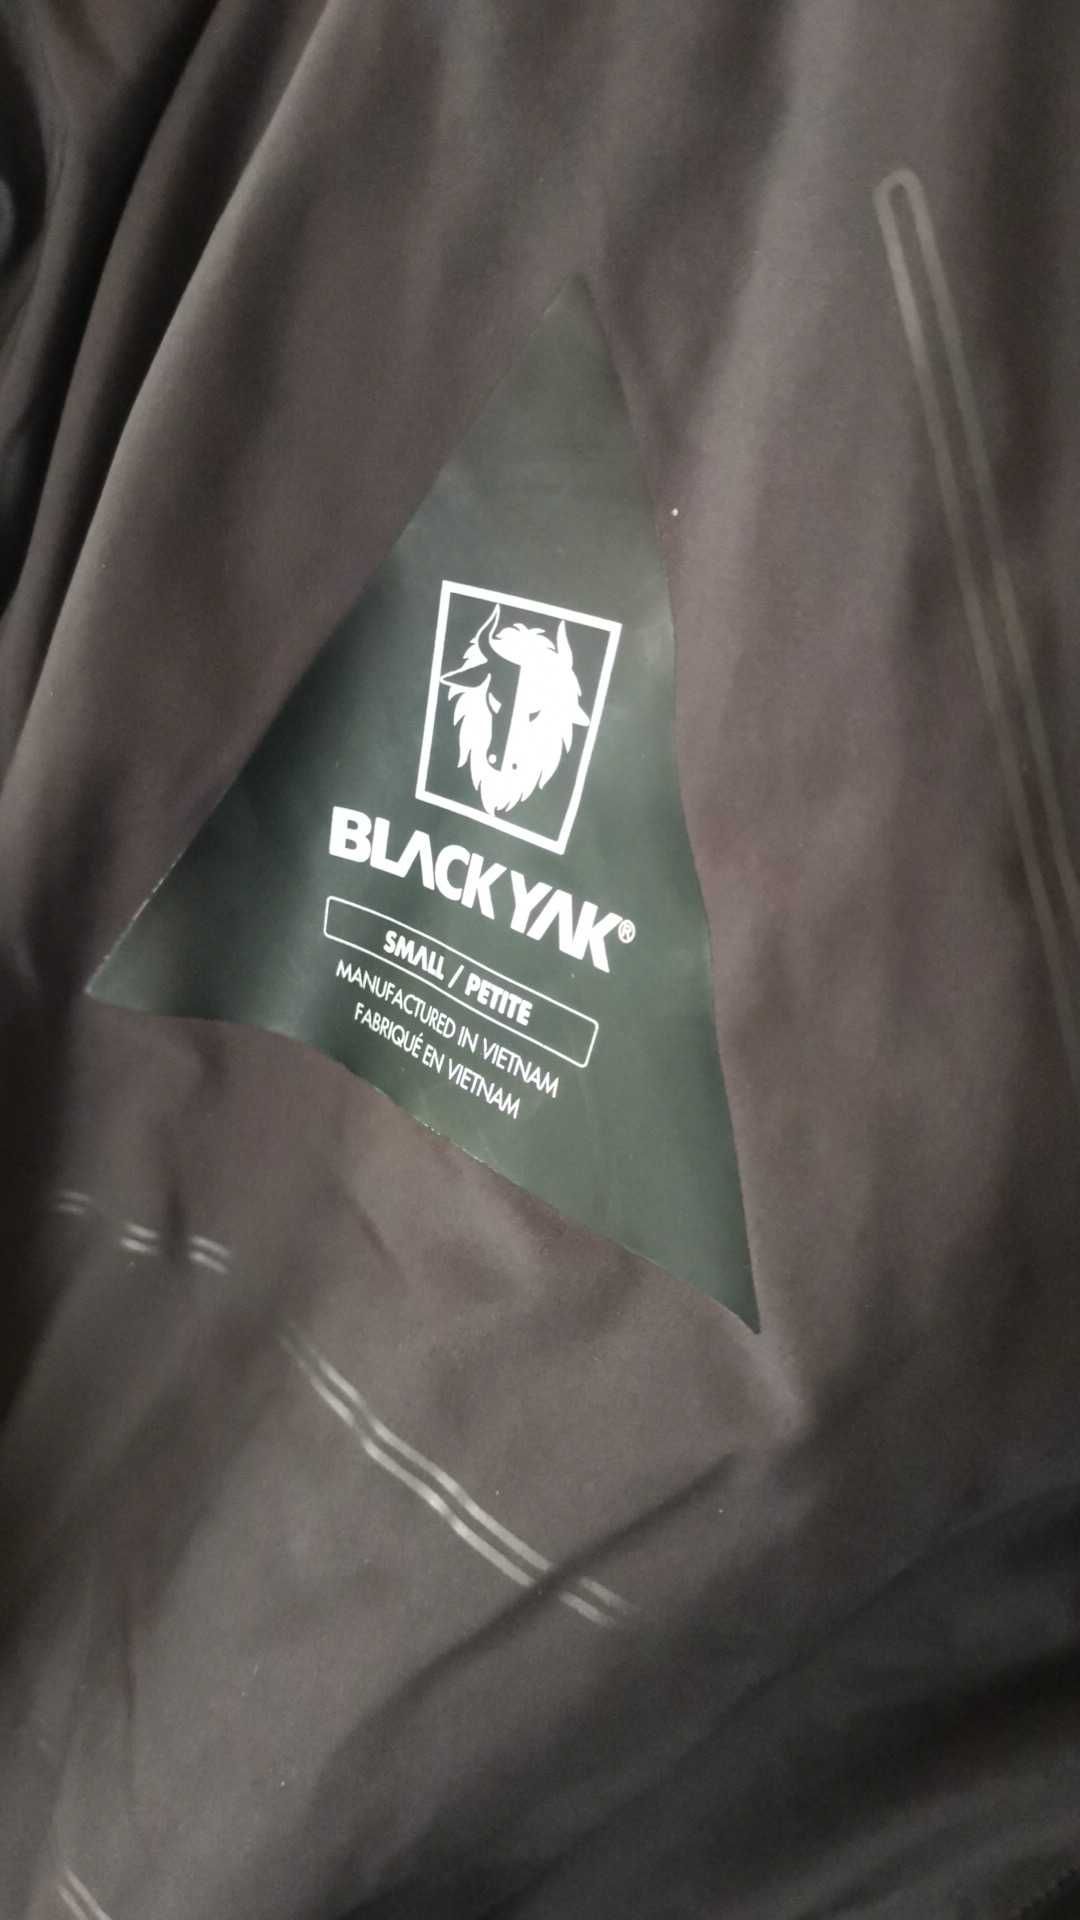 BLACKYAK®
SMALL / PETITE
MANUFACTURED IN VIETNAM
FABRIQUÉ EN VIETNAM